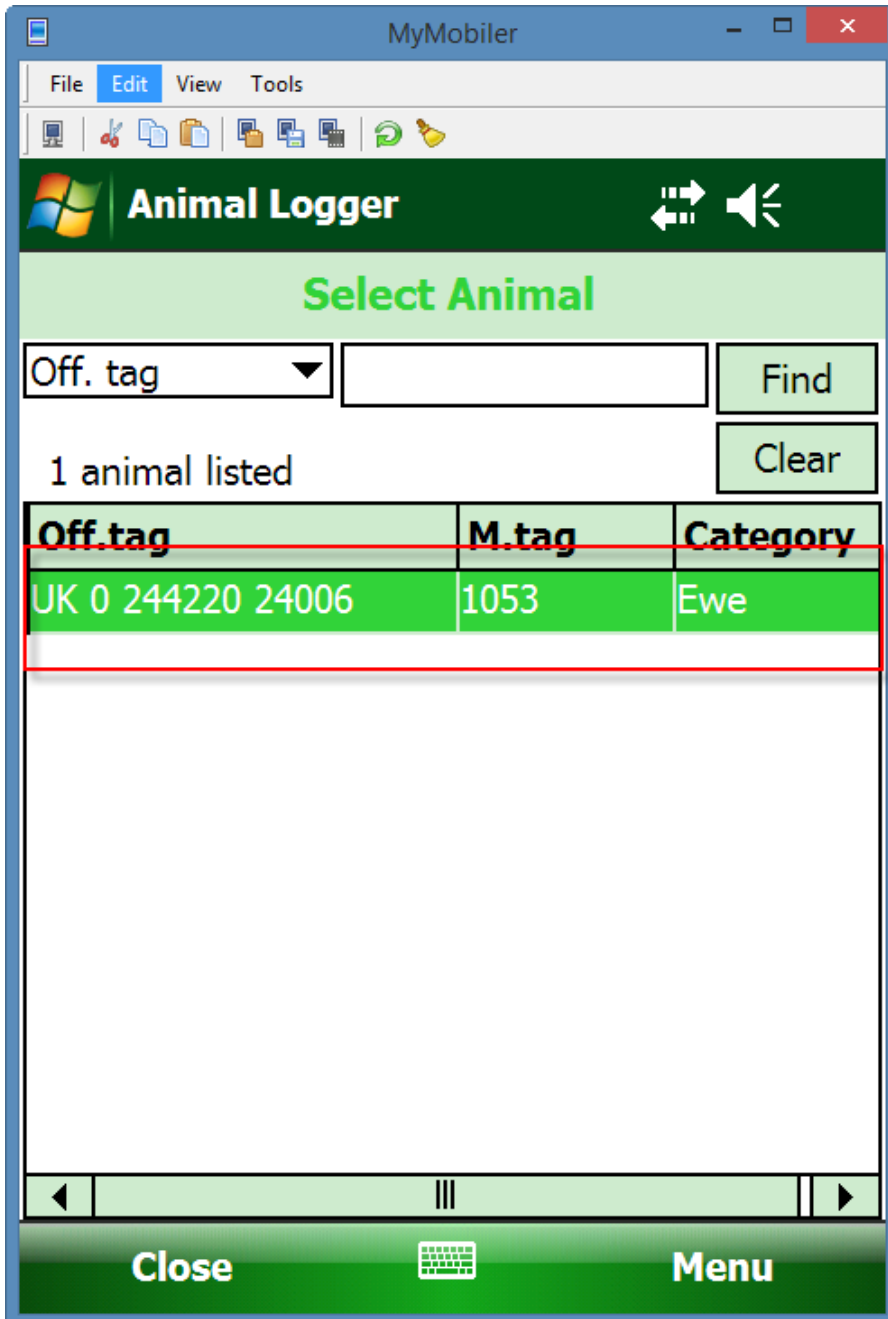 MyMobiler
File Edit View Tools
Animal Logger
Select Animal
Off. tag Find
1 animal listed Clear
Off.tag M.tag Category
UK 0 244220 24006 1053 Ewe
Close Menu